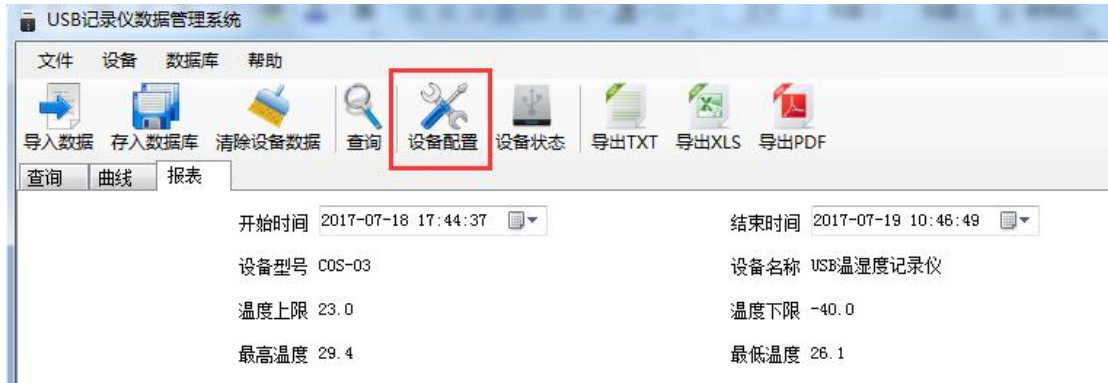 USB记录仪数据管理系统
文件 设备 数据库 帮助
导入数据 存入数据库 清除设备数据 查询 设备配置 设备状态 导出TXT 导出XLS 导出PDF
查询 曲线 报表
开始时间 2017-07-18 17:44:37 结束时间 2017-07-19 10:46:49
设备型号 COS-03 设备名称 USB温湿度记录仪
温度上限 23.0 温度下限 -40.0
最高温度 29.4 最低温度 26.1